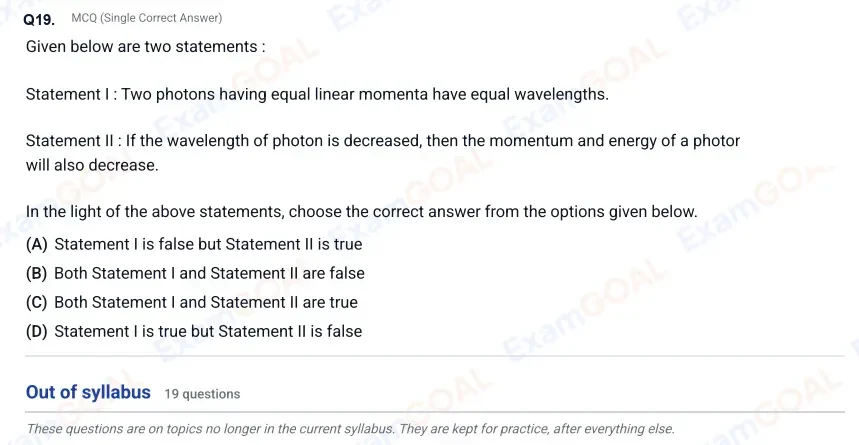 Q19. MCQ (Single Correct Answer)
Given below are two statements :
Statement I : Two photons having equal linear momenta have equal wavelengths.
Statement II : If the wavelength of photon is decreased, then the momentum and energy of a photor
will also decrease.
In the light of the above statements, choose the correct answer from the options given below.
(A) Statement I is false but Statement II is true
(B) Both Statement I and Statement II are false
(C) Both Statement I and Statement II are true
(D) Statement I is true but Statement II is false
Out of syllabus 19 questions
These questions are on topics no longer in the current syllabus. They are kept for practice, after everything else.